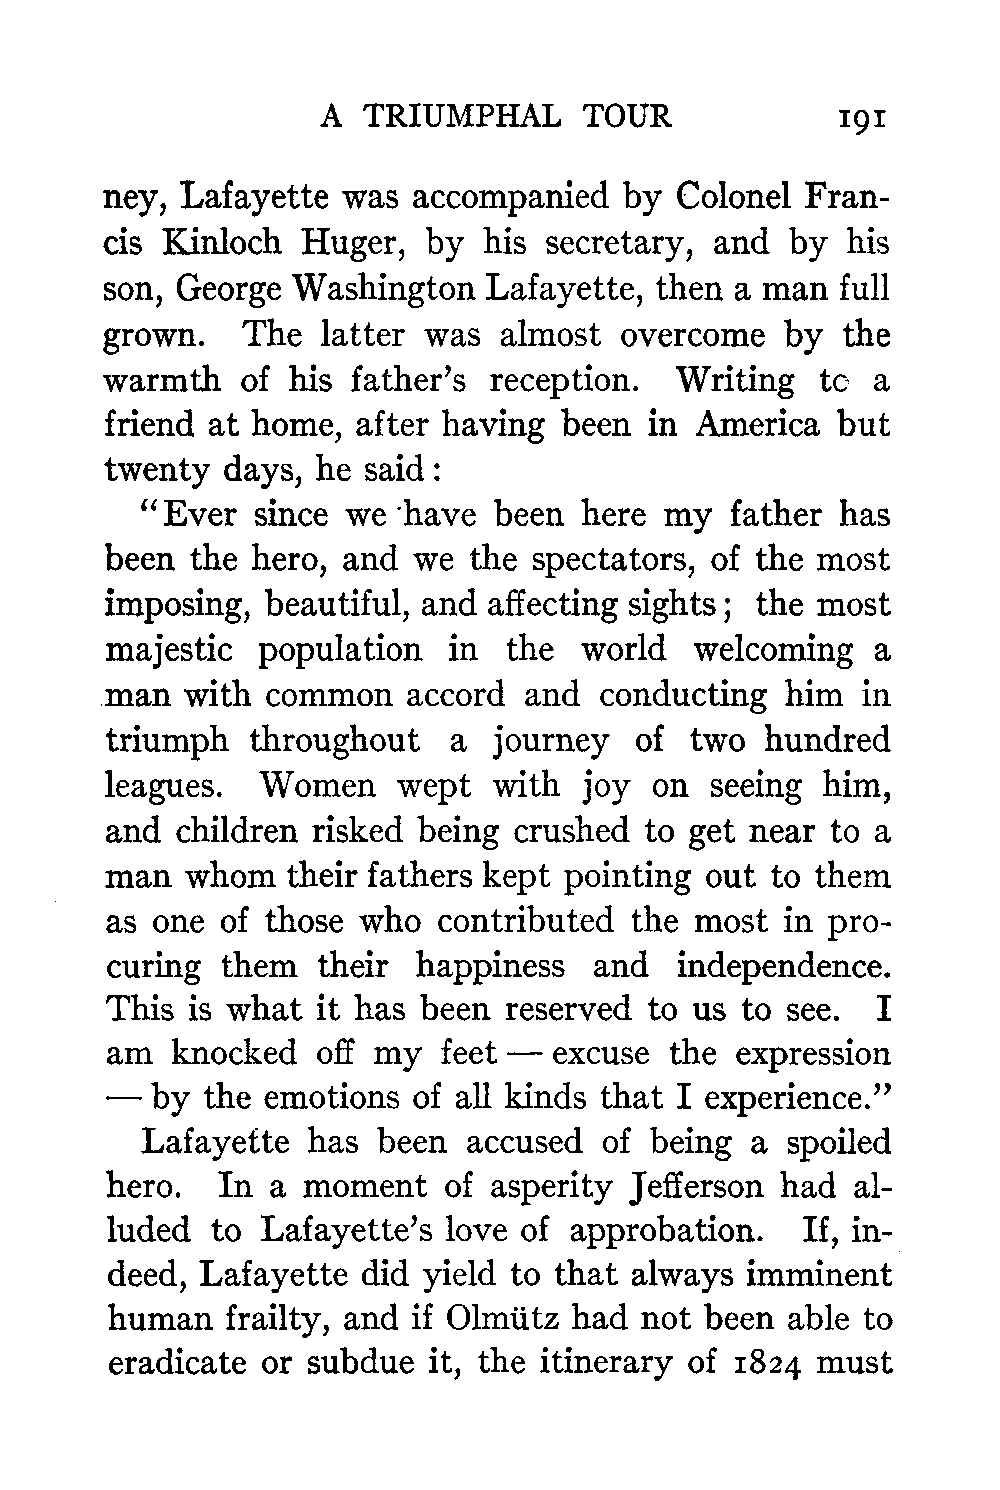 A TRIUMPHAL TOUR 191
ney, Lafayette was accompanied by Colonel Fran-
cis Kinloch Huger, by his secretary, and by his
son, George Washington Lafayette, then a man full
grown. The latter was almost overcome by the
warmth of his father's reception. Writing to a
friend at home, after having been in America but
twenty days, he said:
"Ever since we have been here my father has
been the hero, and we the spectators, of the most
imposing, beautiful, and affecting sights; the most
majestic population in the world welcoming a
man with common accord and conducting him in
triumph throughout a journey of two hundred
leagues. Women wept with joy on seeing him,
and children risked being crushed to get near to a
man whom their fathers kept pointing out to them
as one of those who contributed the most in pro-
curing them their happiness and independence.
This is what it has been reserved to us to see. I
am knocked off my feet — excuse the expression
— by the emotions of all kinds that I experience."
Lafayette has been accused of being a spoiled
hero. In a moment of asperity Jefferson had al-
luded to Lafayette's love of approbation. If, in-
deed, Lafayette did yield to that always imminent
human frailty, and if Olmütz had not been able to
eradicate or subdue it, the itinerary of 1824 must